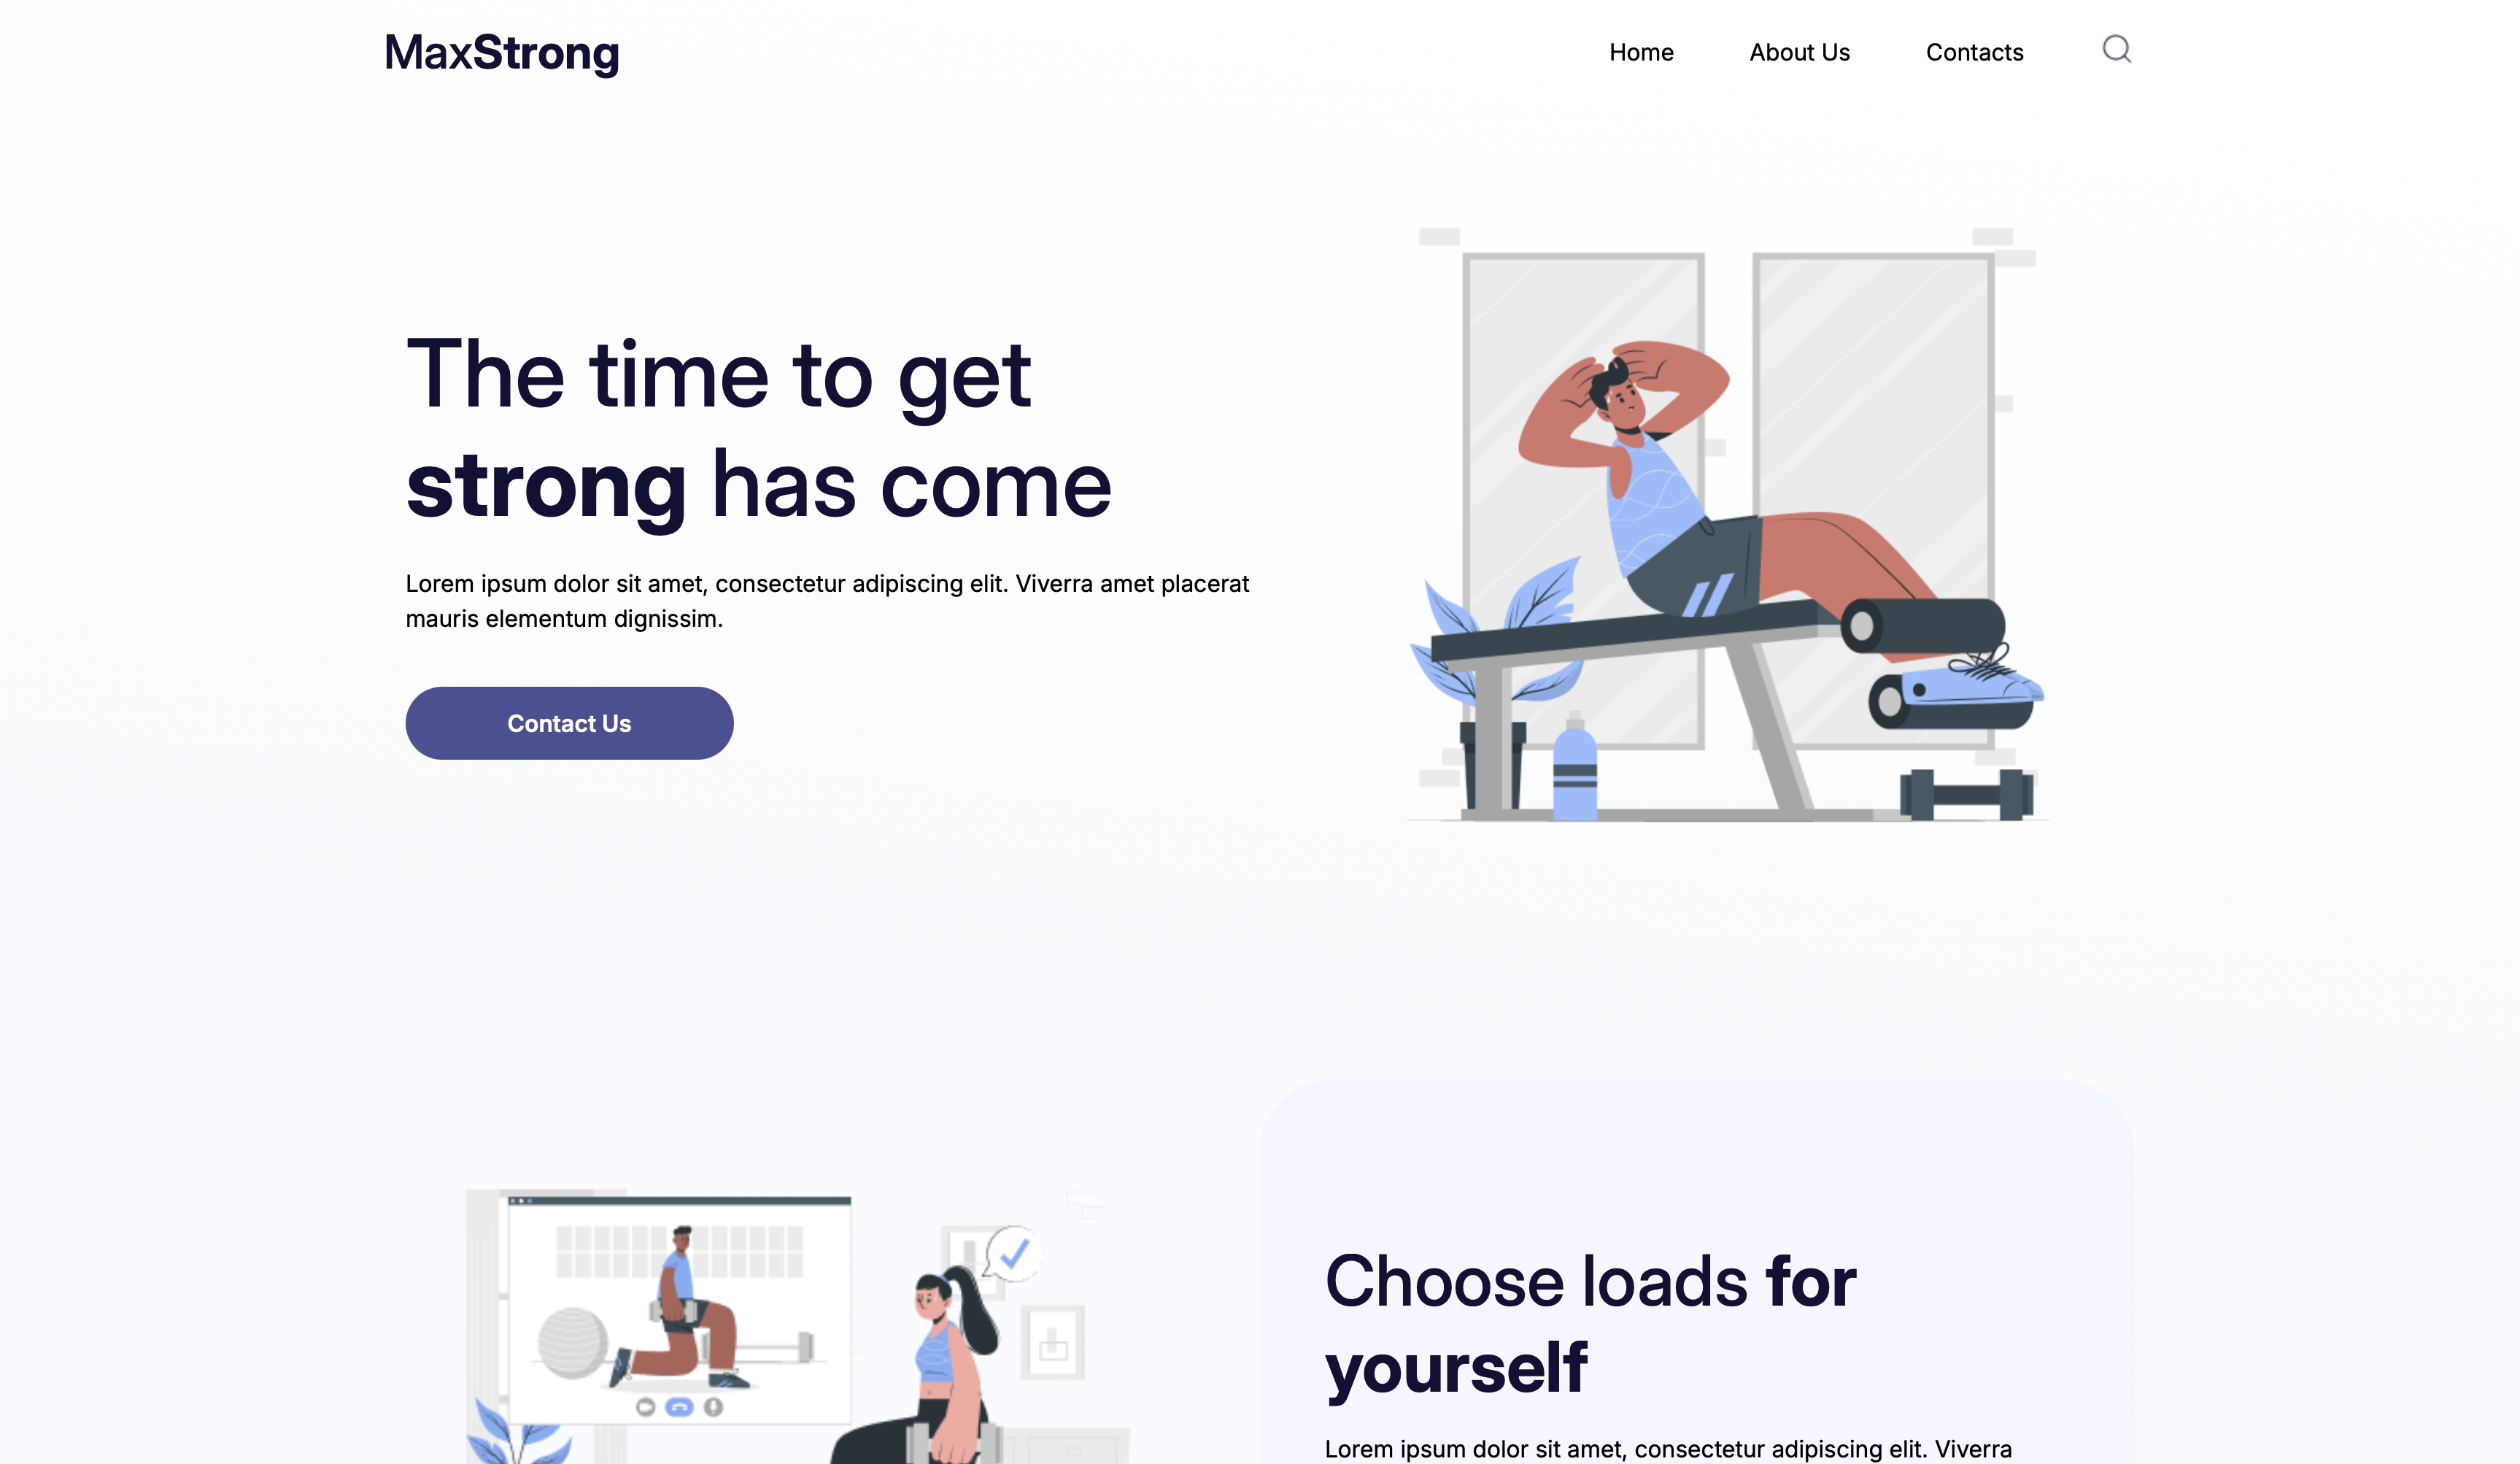 MaxStrong
Home About Us Contacts
The time to get
strong has come
Lorem ipsum dolor sit amet, consectetur adipiscing elit. Viverra amet placerat
mauris elementum dignissim.
Contact Us
Choose loads for
yourself
Lorem ipsum dolor sit amet, consectetur adipiscing elit. Viverra